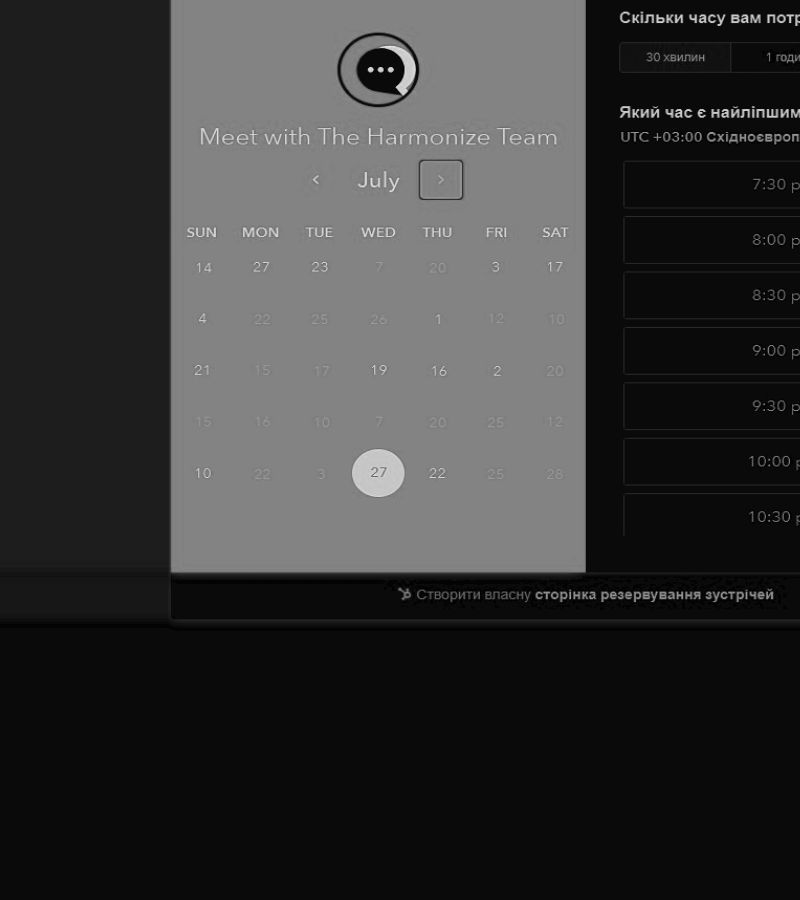 Скільки часу вам
30 хвилин 1
Meet with The Harmonize Team
Який час є найліпшим
UTC +03:00
< July >
SUN MON TUE WED THU FRI SAT
14 27 23 7 20 3 17
4 22 25 26 1 12 10
21 15 17 19 16 2 20
15 16 10 7 20 25 12
10 22 3 27 22 25 28
7:30
8:00
8:30
9:00
9:30
10:00
10:30
Створити власну сторінка резервування зустрічей